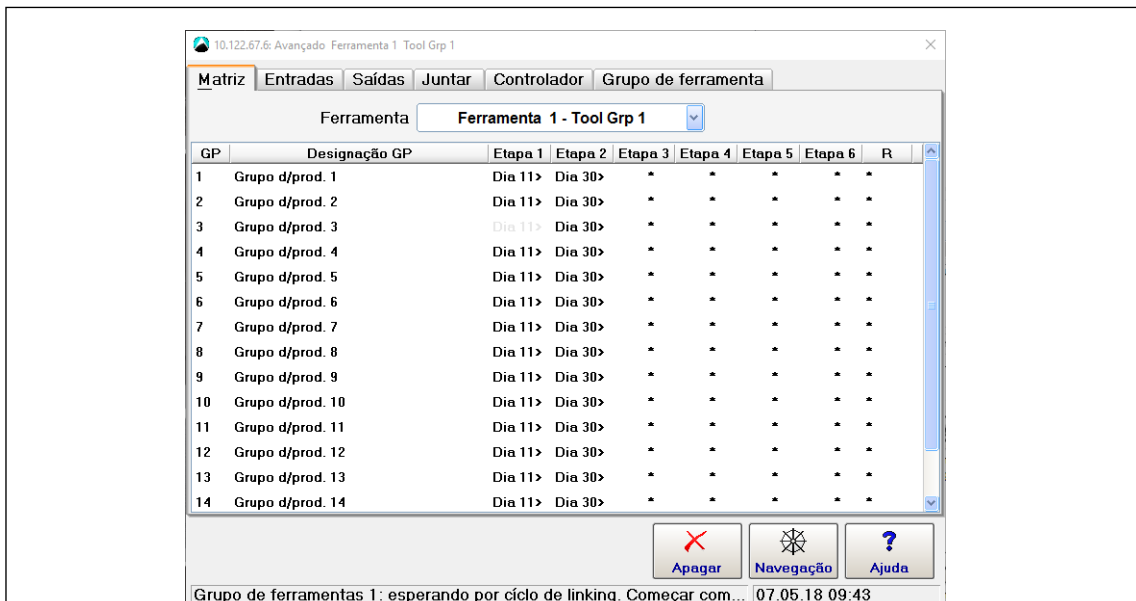 10.122.67.6: Avançado Ferramenta 1 Tool Grp 1
Matriz Entradas Saídas Juntar Controlador Grupo de ferramenta
Ferramenta Ferramenta 1 - Tool Grp 1
GP Designação GP Etapa 1 Etapa 2 Etapa 3 Etapa 4 Etapa 5 Etapa 6 R
1 Grupo d/prod. 1 Dia 11> Dia 30> * * * * *
2 Grupo d/prod. 2 Dia 11> Dia 30> * * * * *
3 Grupo d/prod. 3 Dia 11> Dia 30> * * * * *
4 Grupo d/prod. 4 Dia 11> Dia 30> * * * * *
5 Grupo d/prod. 5 Dia 11> Dia 30> * * * * *
6 Grupo d/prod. 6 Dia 11> Dia 30> * * * * *
7 Grupo d/prod. 7 Dia 11> Dia 30> * * * * *
8 Grupo d/prod. 8 Dia 11> Dia 30> * * * * *
9 Grupo d/prod. 9 Dia 11> Dia 30> * * * * *
10 Grupo d/prod. 10 Dia 11> Dia 30> * * * * *
11 Grupo d/prod. 11 Dia 11> Dia 30> * * * * *
12 Grupo d/prod. 12 Dia 11> Dia 30> * * * * *
13 Grupo d/prod. 13 Dia 11> Dia 30> * * * * *
14 Grupo d/prod. 14 Dia 11> Dia 30> * * * * *
Apagar Navegação Ajuda
Grupo de ferramentas 1: esperando por cíclo de linking. Começar com... 07.05.18 09:43